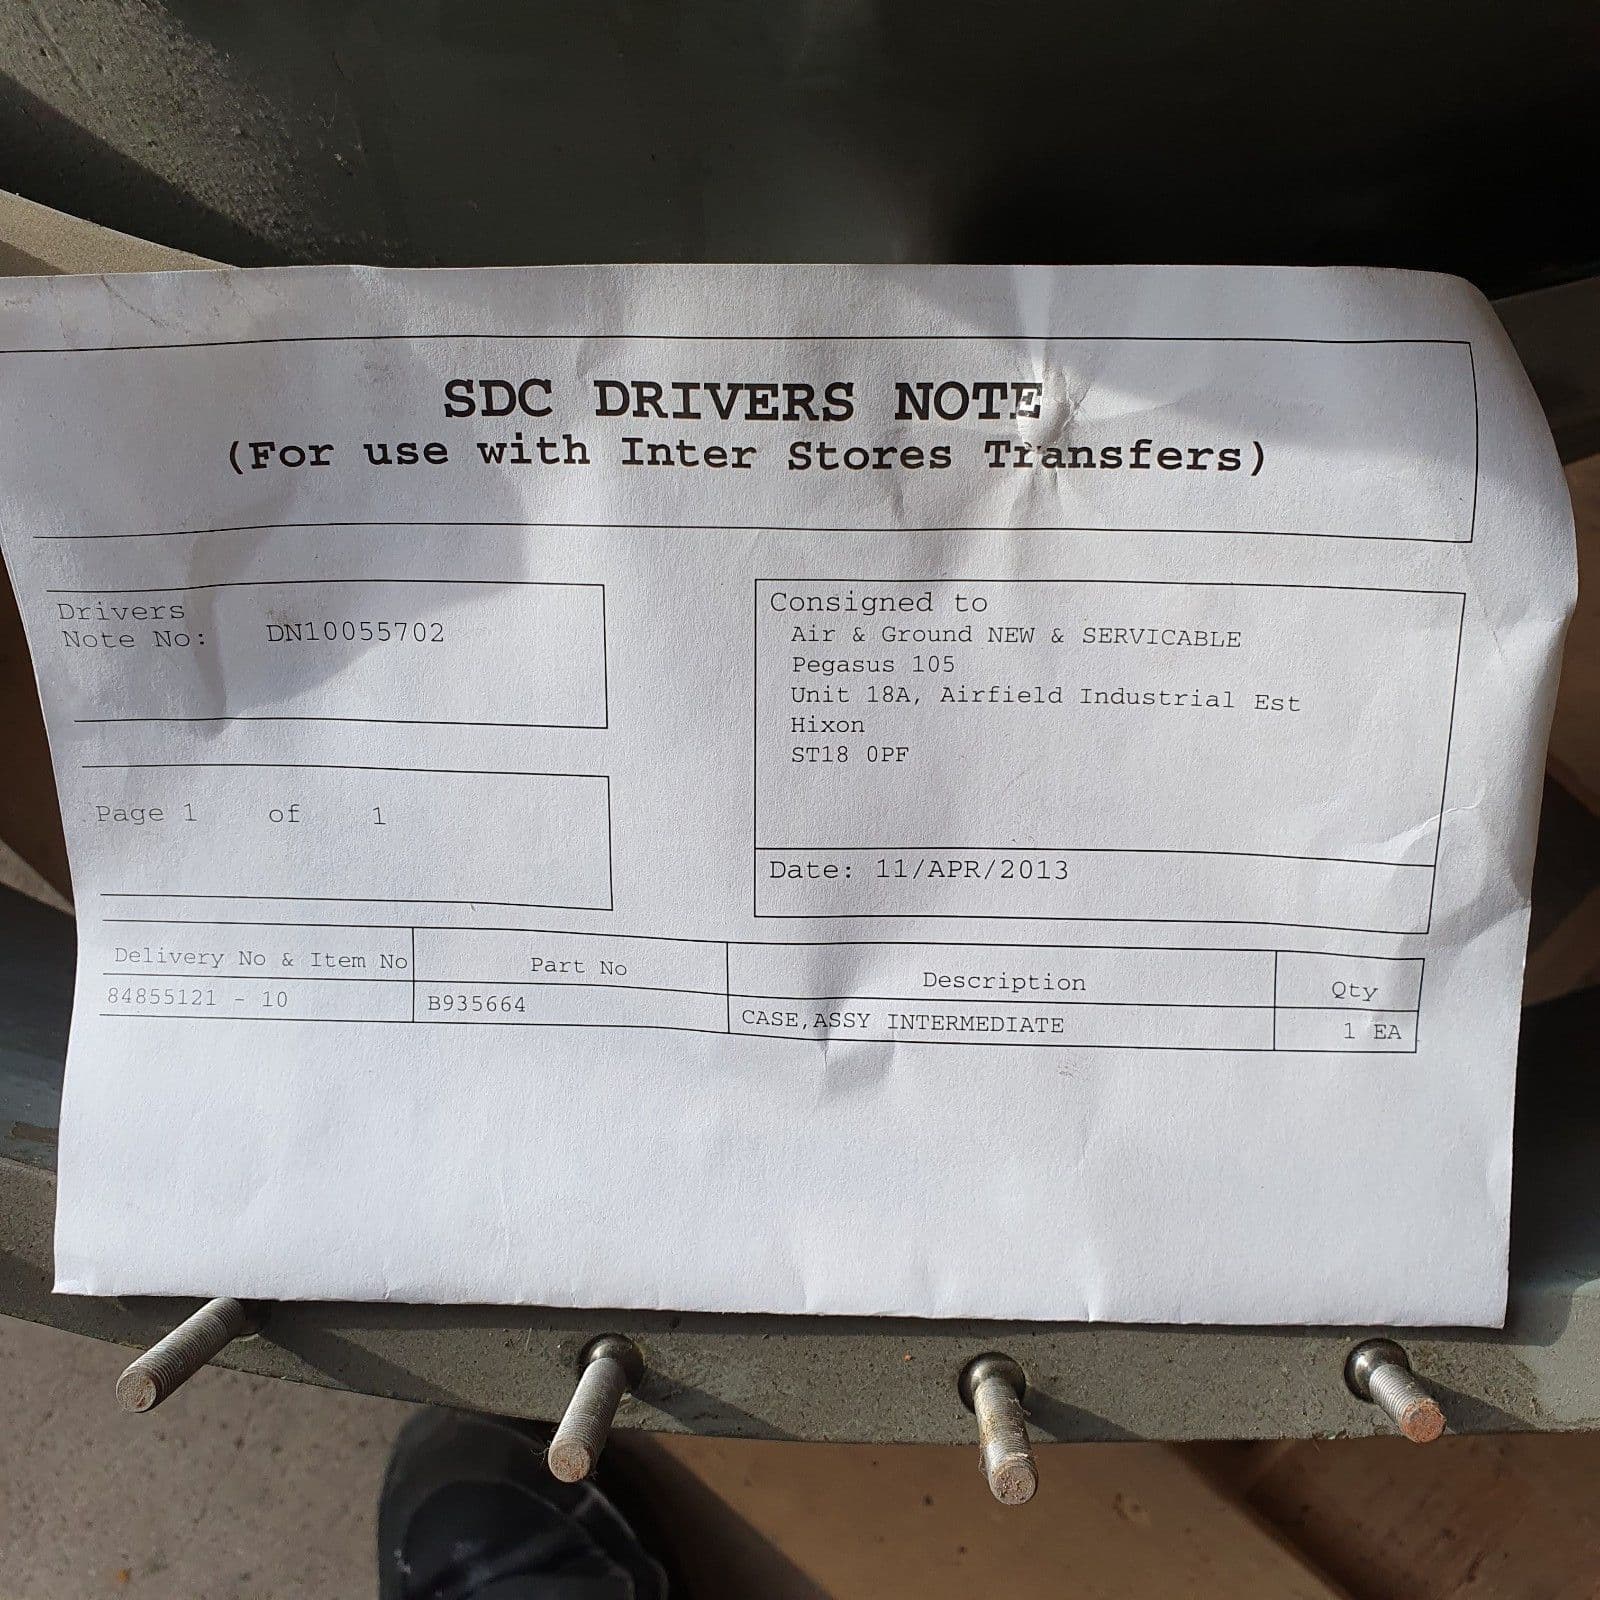 SDC DRIVERS NOTE
(For use with Inter Stores Transfers)
Drivers
Note No: DN10055702
Consigned to
Air & Ground NEW & SERVICABLE
Pegasus 105
Unit 18A, Airfield Industrial Est
Hixon
ST18 0PF
Page 1 of 1
Date: 11/APR/2013
Delivery No & Item No Part No Description Qty
84855121 - 10 B935664 CASE,ASSY INTERMEDIATE 1 EA